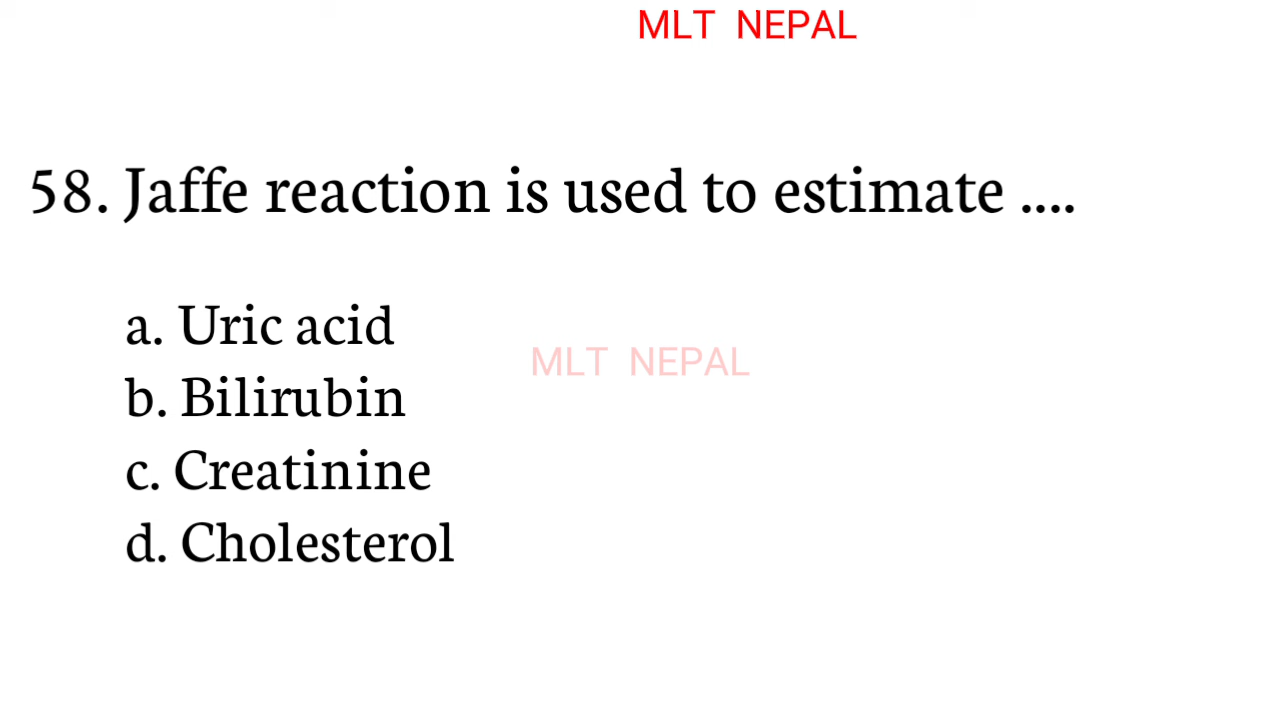 MLT NEPAL
58. Jaffe reaction is used to estimate ....
a. Uric acid
MLT NEPAL
b. Bilirubin
c. Creatinine
d. Cholesterol